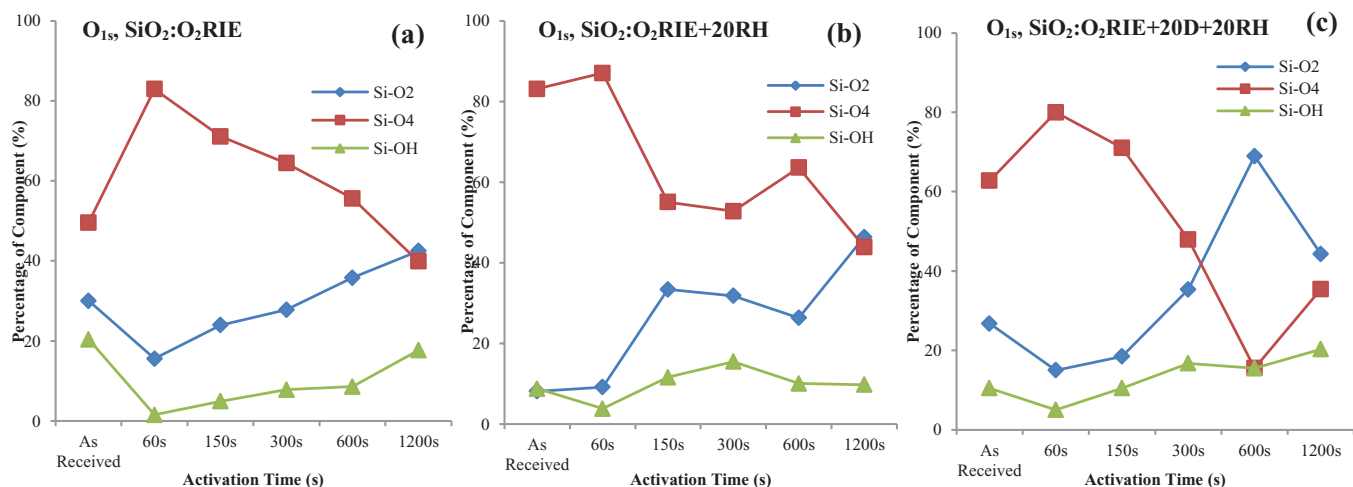 O1s, SiO2:O2RIE
(a)
Percentage of Component (%)
100
80
60
40
20
0
Si-O2
Si-O4
Si-OH
As Received
60s
150s
300s
600s
1200s
Activation Time (s)
O1s, SiO2:O2RIE+20RH
(b)
Percentage of Component (%)
100
80
60
40
20
0
Si-O2
Si-O4
Si-OH
As Received
60s
150s
300s
600s
1200s
Activation Time (s)
O1s, SiO2:O2RIE+20D+20RH
(c)
Percentage of Component (%)
100
80
60
40
20
0
Si-O2
Si-O4
Si-OH
As Received
60s
150s
300s
600s
1200s
Activation Time (s)